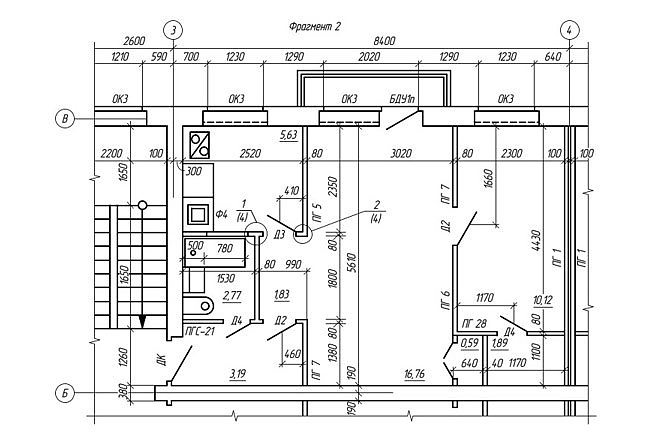 Фрагмент 2
3
4
2600
8400
1210
590
700
1230
1290
2020
1290
1230
640
ОК3
ОК3
ОК3
БДУ1п
ОК3
В
5,63
2200
100
2520
80
3020
80
2300
100
100
300
1650
410
2350
ПГ 5
ПГ 7
1660
1
(4)
2
(4)
Ф4
Д3
Д2
500
780
80
5610
4430
ПГ 1
ПГ 1
1650
1530
80
990
1800
2,77
1,83
ПГ 6
1170
10,12
ПГС-21
Д4
Д2
80
ПГ 28
Д4
80
1260
ДК
460
1380
0,59
1,89
1100
3,19
ПГ 7
190
16,76
640
40
1170
Б
380
190